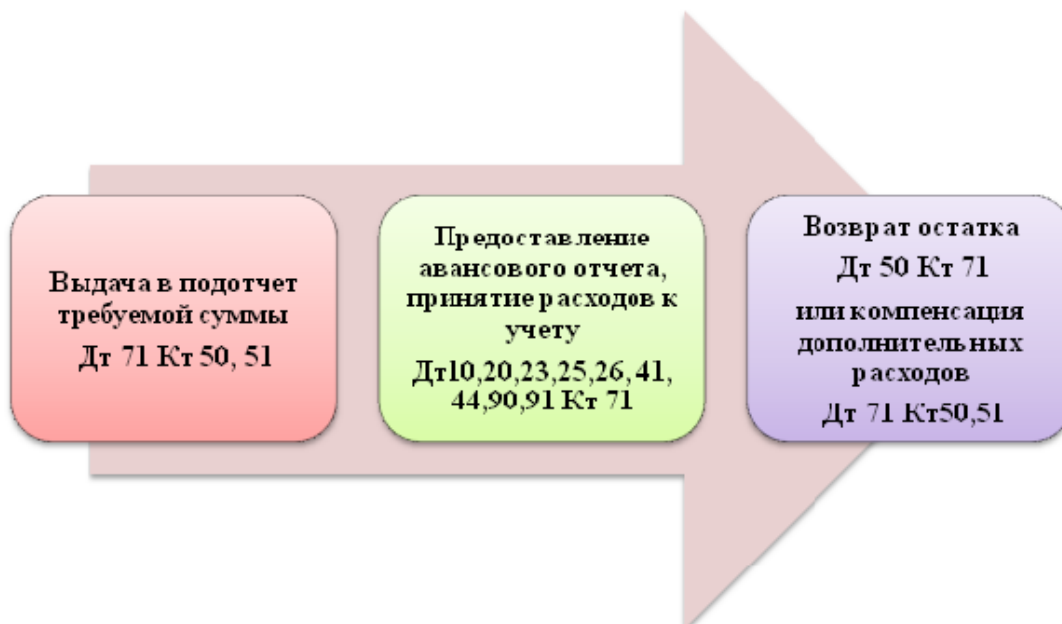 Выдача в подотчет
требуемой суммы
Дт 71 Кт 50, 51
Предоставление
авансового отчета,
принятие расходов к
учету
Дт10,20,23,25,26, 41,
44,90,91 Кт 71
Возврат остатка
Дт 50 Кт 71
или компенсация
дополнительных
расходов
Дт 71 Кт50,51